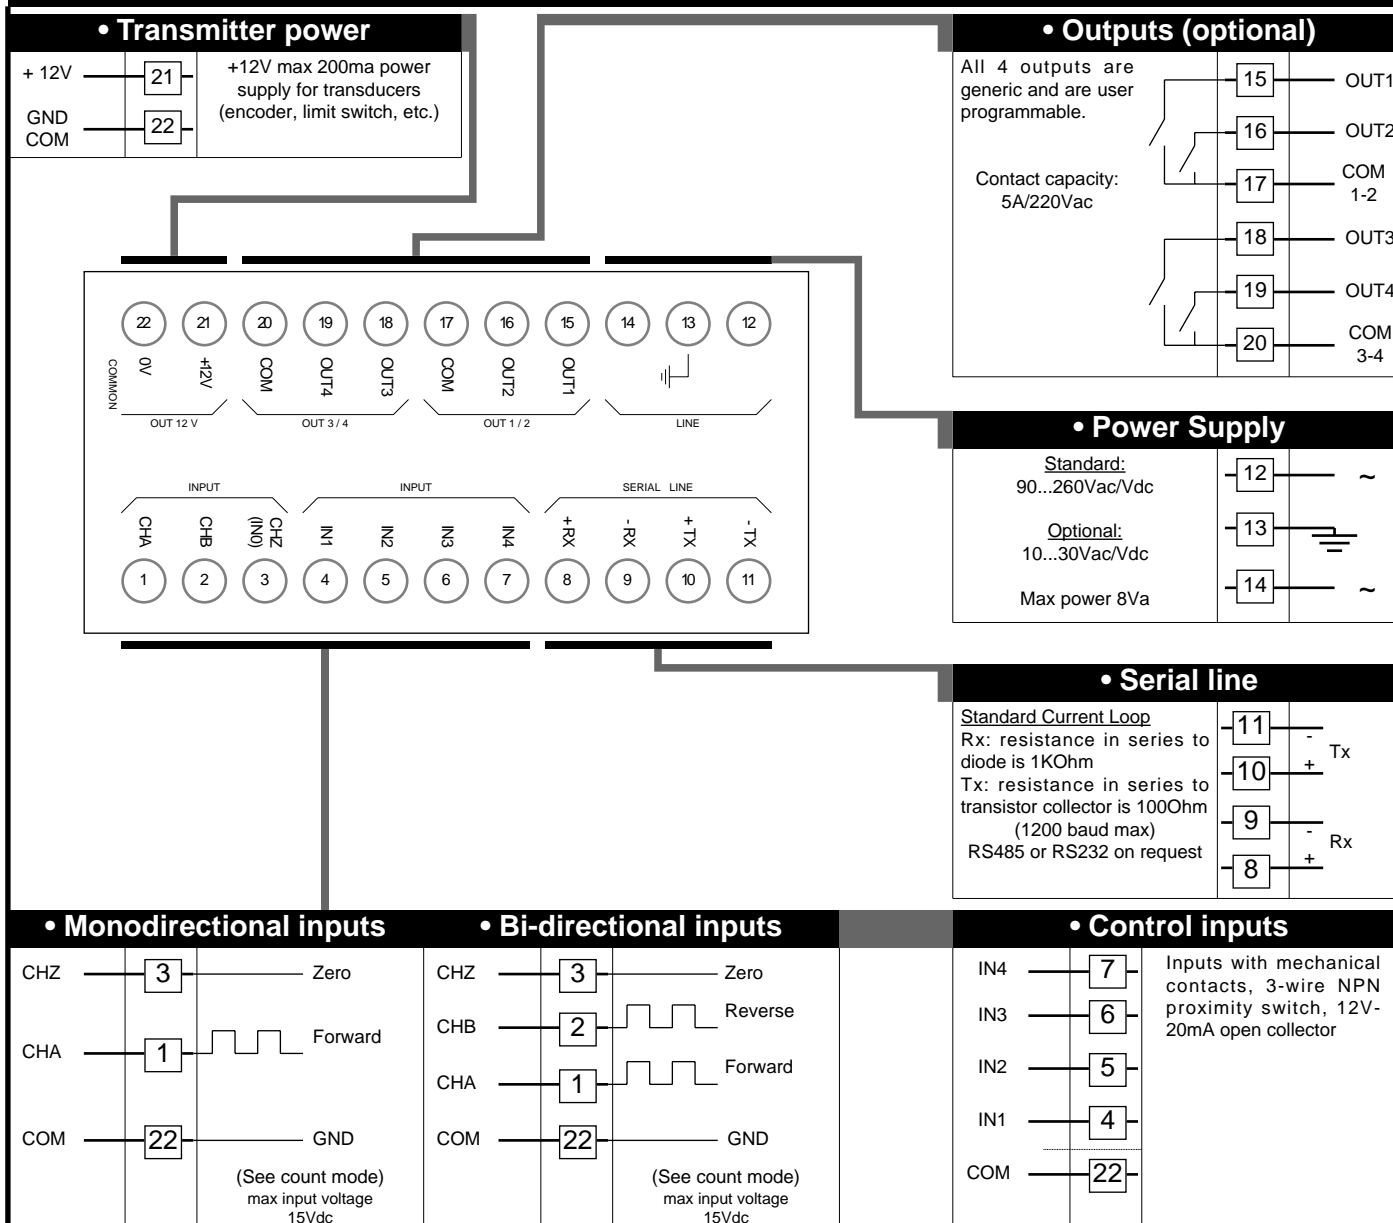 • Transmitter power
+ 12V
21
GND
COM
22
+12V max 200ma power
supply for transducers
(encoder, limit switch, etc.)
• Outputs (optional)
All 4 outputs are
generic and are user
programmable.
Contact capacity:
5A/220Vac
15
OUT1
16
OUT2
17
COM
1-2
18
OUT3
19
OUT4
20
COM
3-4
22 21 20 19 18 17 16 15 14 13 12
COMMON
0V
+12V
COM
OUT4
OUT3
COM
OUT2
OUT1
OUT 12 V
OUT 3 / 4
OUT 1 / 2
LINE
INPUT
INPUT
SERIAL LINE
CHA
CHB
CHZ
(IN0)
IN1
IN2
IN3
IN4
+RX
- RX
+ TX
- TX
1 2 3 4 5 6 7 8 9 10 11
• Power Supply
Standard:
90...260Vac/Vdc
Optional:
10...30Vac/Vdc
Max power 8Va
12
~
13
14
~
• Serial line
Standard Current Loop
Rx: resistance in series to
diode is 1KOhm
Tx: resistance in series to
transistor collector is 100Ohm
(1200 baud max)
RS485 or RS232 on request
11
-
Tx
10
+
9
-
Rx
8
+
• Monodirectional inputs
CHZ
3
Zero
CHA
1
Forward
COM
22
GND
(See count mode)
max input voltage
15Vdc
• Bi-directional inputs
CHZ
3
Zero
CHB
2
Reverse
CHA
1
Forward
COM
22
GND
(See count mode)
max input voltage
15Vdc
• Control inputs
IN4
7
IN3
6
IN2
5
IN1
4
COM
22
Inputs with mechanical
contacts, 3-wire NPN
proximity switch, 12V-
20mA open collector